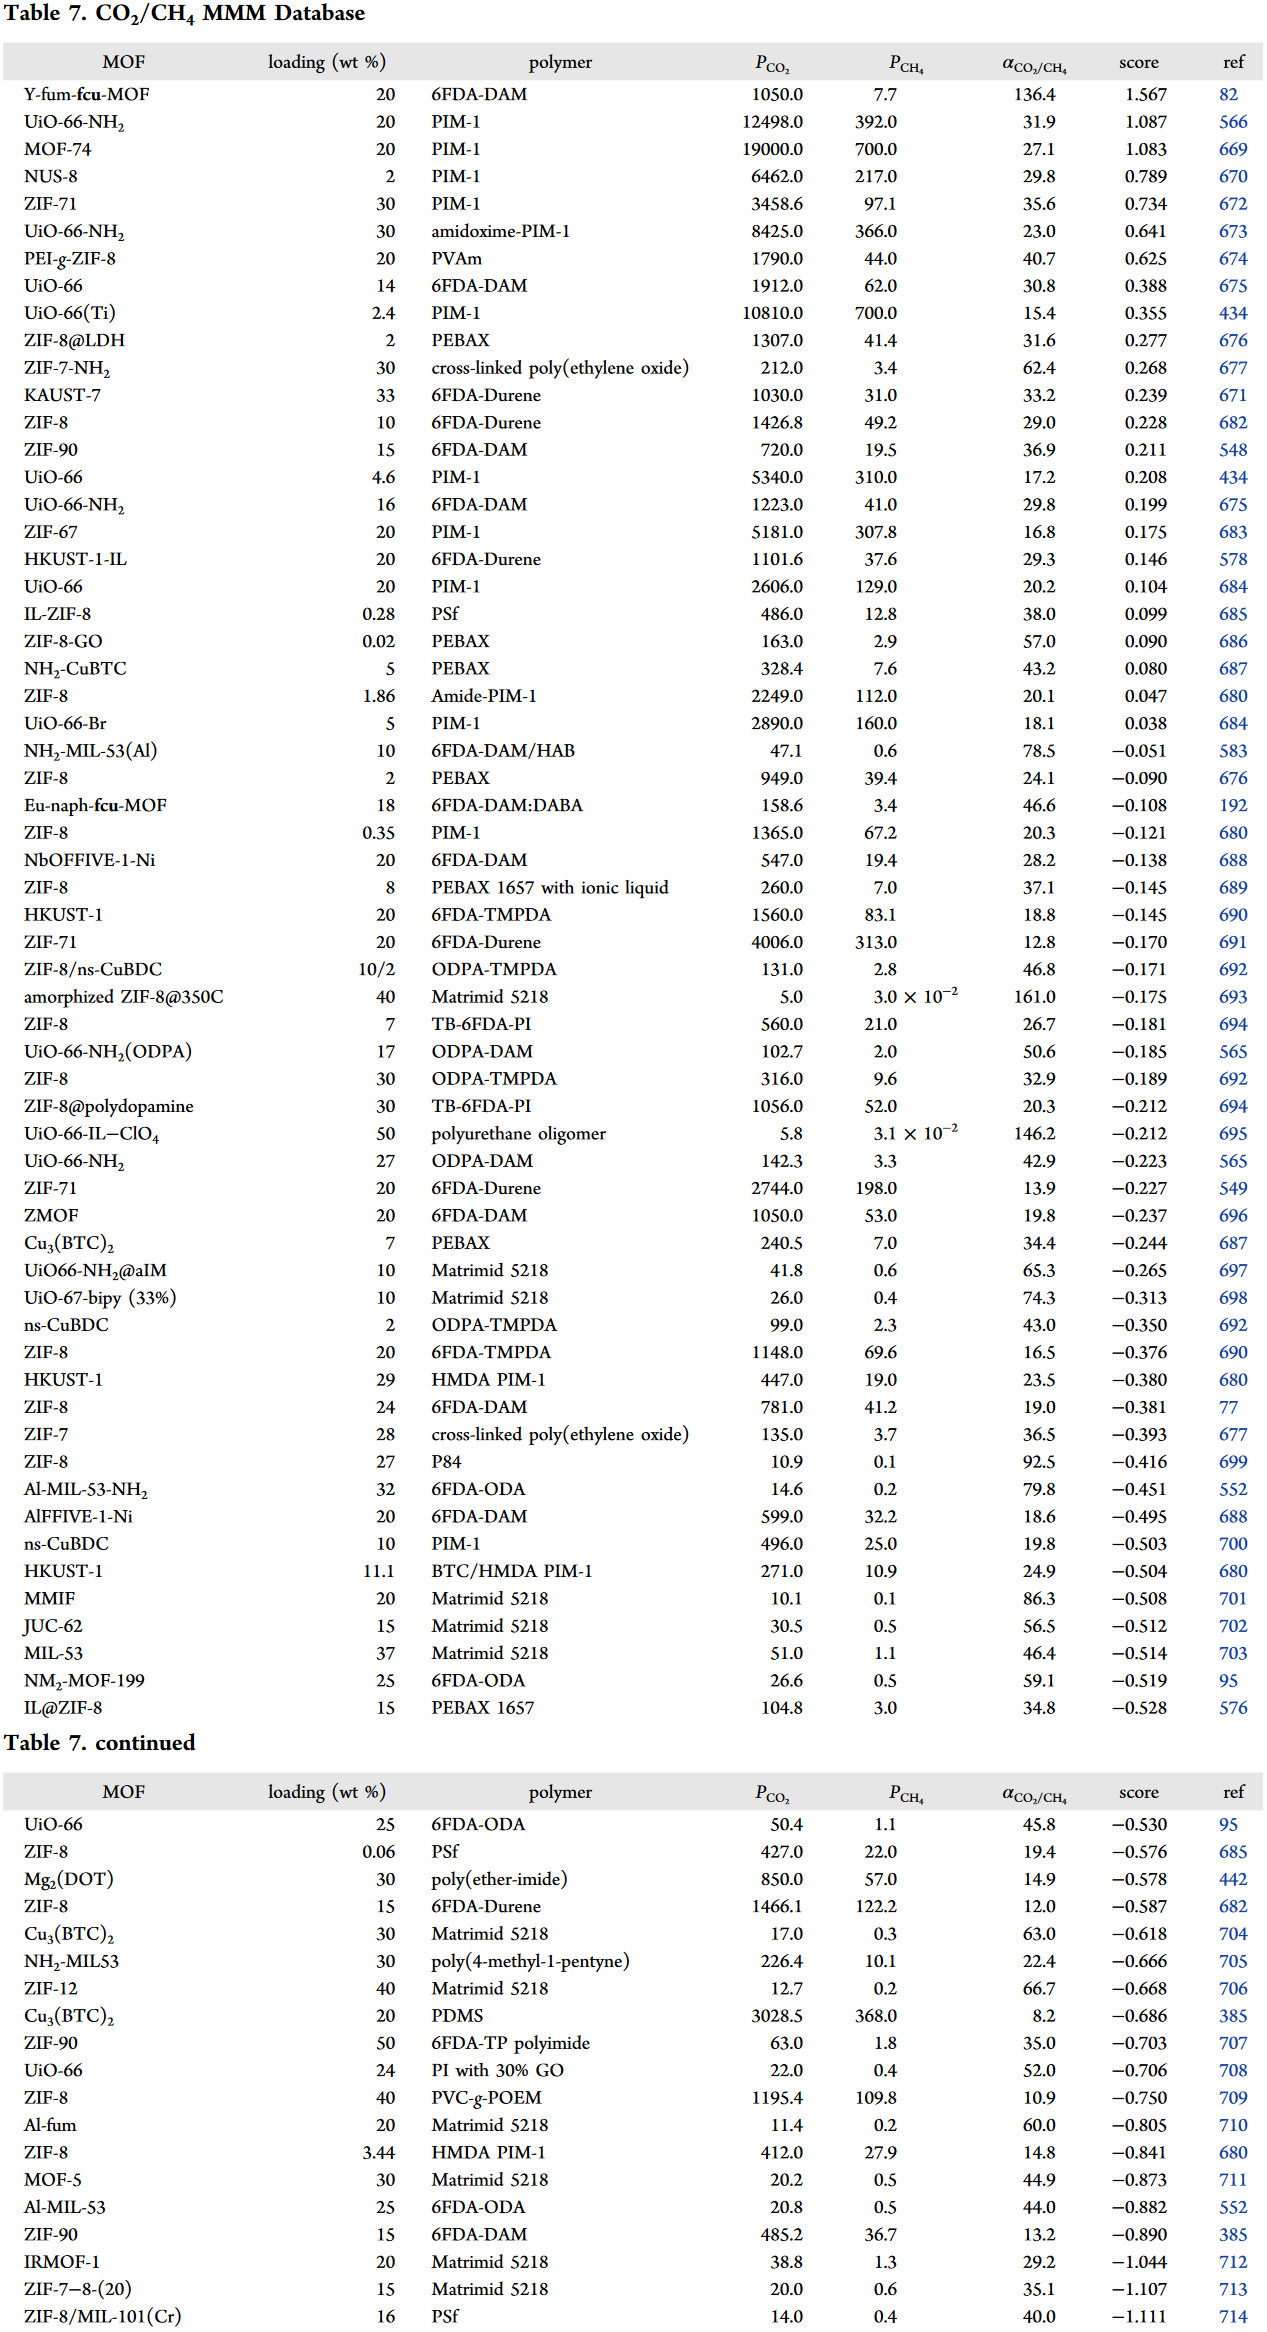 Table 7. CO₂/CH₄ MMM Database
MOF loading (wt %) polymer P_CO₂ P_CH₄ α_CO₂/CH₄ score ref
Y-fum-fcu-MOF 20 6FDA-DAM 1050.0 7.7 136.4 1.567 82
UiO-66-NH₂ 20 PIM-1 12498.0 392.0 31.9 1.087 566
MOF-74 20 PIM-1 19000.0 700.0 27.1 1.083 669
NUS-8 2 PIM-1 6462.0 217.0 29.8 0.789 670
ZIF-71 30 PIM-1 3458.6 97.1 35.6 0.734 672
UiO-66-NH₂ 30 amidoxime-PIM-1 8425.0 366.0 23.0 0.641 673
PEI-g-ZIF-8 20 PVAm 1790.0 44.0 40.7 0.625 674
UiO-66 14 6FDA-DAM 1912.0 62.0 30.8 0.388 675
UiO-66(Ti) 2.4 PIM-1 10810.0 700.0 15.4 0.355 434
ZIF-8@LDH 2 PEBAX 1307.0 41.4 31.6 0.277 676
ZIF-7-NH₂ 30 cross-linked poly(ethylene oxide) 212.0 3.4 62.4 0.268 677
KAUST-7 33 6FDA-Durene 1030.0 31.0 33.2 0.239 671
ZIF-8 10 6FDA-Durene 1426.8 49.2 29.0 0.228 682
ZIF-90 15 6FDA-DAM 720.0 19.5 36.9 0.211 548
UiO-66 4.6 PIM-1 5340.0 310.0 17.2 0.208 434
UiO-66-NH₂ 16 6FDA-DAM 1223.0 41.0 29.8 0.199 675
ZIF-67 20 PIM-1 5181.0 307.8 16.8 0.175 683
HKUST-1-IL 20 6FDA-Durene 1101.6 37.6 29.3 0.146 578
UiO-66 20 PIM-1 2606.0 129.0 20.2 0.104 684
IL-ZIF-8 0.28 PSf 486.0 12.8 38.0 0.099 685
ZIF-8-GO 0.02 PEBAX 163.0 2.9 57.0 0.090 686
NH₂-CuBTC 5 PEBAX 328.4 7.6 43.2 0.080 687
ZIF-8 1.86 Amide-PIM-1 2249.0 112.0 20.1 0.047 680
UiO-66-Br 5 PIM-1 2890.0 160.0 18.1 0.038 684
NH₂-MIL-53(Al) 10 6FDA-DAM/HAB 47.1 0.6 78.5 −0.051 583
ZIF-8 2 PEBAX 949.0 39.4 24.1 −0.090 676
Eu-naph-fcu-MOF 18 6FDA-DAM:DABA 158.6 3.4 46.6 −0.108 192
ZIF-8 0.35 PIM-1 1365.0 67.2 20.3 −0.121 680
NbOFFIVE-1-Ni 20 6FDA-DAM 547.0 19.4 28.2 −0.138 688
ZIF-8 8 PEBAX 1657 with ionic liquid 260.0 7.0 37.1 −0.145 689
HKUST-1 20 6FDA-TMPDA 1560.0 83.1 18.8 −0.145 690
ZIF-71 20 6FDA-Durene 4006.0 313.0 12.8 −0.170 691
ZIF-8/ns-CuBDC 10/2 ODPA-TMPDA 131.0 2.8 46.8 −0.171 692
amorphized ZIF-8@350C 40 Matrimid 5218 5.0 3.0 × 10⁻² 161.0 −0.175 693
ZIF-8 7 TB-6FDA-PI 560.0 21.0 26.7 −0.181 694
UiO-66-NH₂(ODPA) 17 ODPA-DAM 102.7 2.0 50.6 −0.185 565
ZIF-8 30 ODPA-TMPDA 316.0 9.6 32.9 −0.189 692
ZIF-8@polydopamine 30 TB-6FDA-PI 1056.0 52.0 20.3 −0.212 694
UiO-66-IL−ClO₄ 50 polyurethane oligomer 5.8 3.1 × 10⁻² 146.2 −0.212 695
UiO-66-NH₂ 27 ODPA-DAM 142.3 3.3 42.9 −0.223 565
ZIF-71 20 6FDA-Durene 2744.0 198.0 13.9 −0.227 549
ZMOF 20 6FDA-DAM 1050.0 53.0 19.8 −0.237 696
Cu₃(BTC)₂ 7 PEBAX 240.5 7.0 34.4 −0.244 687
UiO66-NH₂@aIM 10 Matrimid 5218 41.8 0.6 65.3 −0.265 697
UiO-67-bipy (33%) 10 Matrimid 5218 26.0 0.4 74.3 −0.313 698
ns-CuBDC 2 ODPA-TMPDA 99.0 2.3 43.0 −0.350 692
ZIF-8 20 6FDA-TMPDA 1148.0 69.6 16.5 −0.376 690
HKUST-1 29 HMDA PIM-1 447.0 19.0 23.5 −0.380 680
ZIF-8 24 6FDA-DAM 781.0 41.2 19.0 −0.381 77
ZIF-7 28 cross-linked poly(ethylene oxide) 135.0 3.7 36.5 −0.393 677
ZIF-8 27 P84 10.9 0.1 92.5 −0.416 699
Al-MIL-53-NH₂ 32 6FDA-ODA 14.6 0.2 79.8 −0.451 552
AlFFIVE-1-Ni 20 6FDA-DAM 599.0 32.2 18.6 −0.495 688
ns-CuBDC 10 PIM-1 496.0 25.0 19.8 −0.503 700
HKUST-1 11.1 BTC/HMDA PIM-1 271.0 10.9 24.9 −0.504 680
MMIF 20 Matrimid 5218 10.1 0.1 86.3 −0.508 701
JUC-62 15 Matrimid 5218 30.5 0.5 56.5 −0.512 702
MIL-53 37 Matrimid 5218 51.0 1.1 46.4 −0.514 703
NM₂-MOF-199 25 6FDA-ODA 26.6 0.5 59.1 −0.519 95
IL@ZIF-8 15 PEBAX 1657 104.8 3.0 34.8 −0.528 576
Table 7. continued
MOF loading (wt %) polymer P_CO₂ P_CH₄ α_CO₂/CH₄ score ref
UiO-66 25 6FDA-ODA 50.4 1.1 45.8 −0.530 95
ZIF-8 0.06 PSf 427.0 22.0 19.4 −0.576 685
Mg₂(DOT) 30 poly(ether-imide) 850.0 57.0 14.9 −0.578 442
ZIF-8 15 6FDA-Durene 1466.1 122.2 12.0 −0.587 682
Cu₃(BTC)₂ 30 Matrimid 5218 17.0 0.3 63.0 −0.618 704
NH₂-MIL53 30 poly(4-methyl-1-pentyne) 226.4 10.1 22.4 −0.666 705
ZIF-12 40 Matrimid 5218 12.7 0.2 66.7 −0.668 706
Cu₃(BTC)₂ 20 PDMS 3028.5 368.0 8.2 −0.686 385
ZIF-90 50 6FDA-TP polyimide 63.0 1.8 35.0 −0.703 707
UiO-66 24 PI with 30% GO 22.0 0.4 52.0 −0.706 708
ZIF-8 40 PVC-g-POEM 1195.4 109.8 10.9 −0.750 709
Al-fum 20 Matrimid 5218 11.4 0.2 60.0 −0.805 710
ZIF-8 3.44 HMDA PIM-1 412.0 27.9 14.8 −0.841 680
MOF-5 30 Matrimid 5218 20.2 0.5 44.9 −0.873 711
Al-MIL-53 25 6FDA-ODA 20.8 0.5 44.0 −0.882 552
ZIF-90 15 6FDA-DAM 485.2 36.7 13.2 −0.890 385
IRMOF-1 20 Matrimid 5218 38.8 1.3 29.2 −1.044 712
ZIF-7−8-(20) 15 Matrimid 5218 20.0 0.6 35.1 −1.107 713
ZIF-8/MIL-101(Cr) 16 PSf 14.0 0.4 40.0 −1.111 714